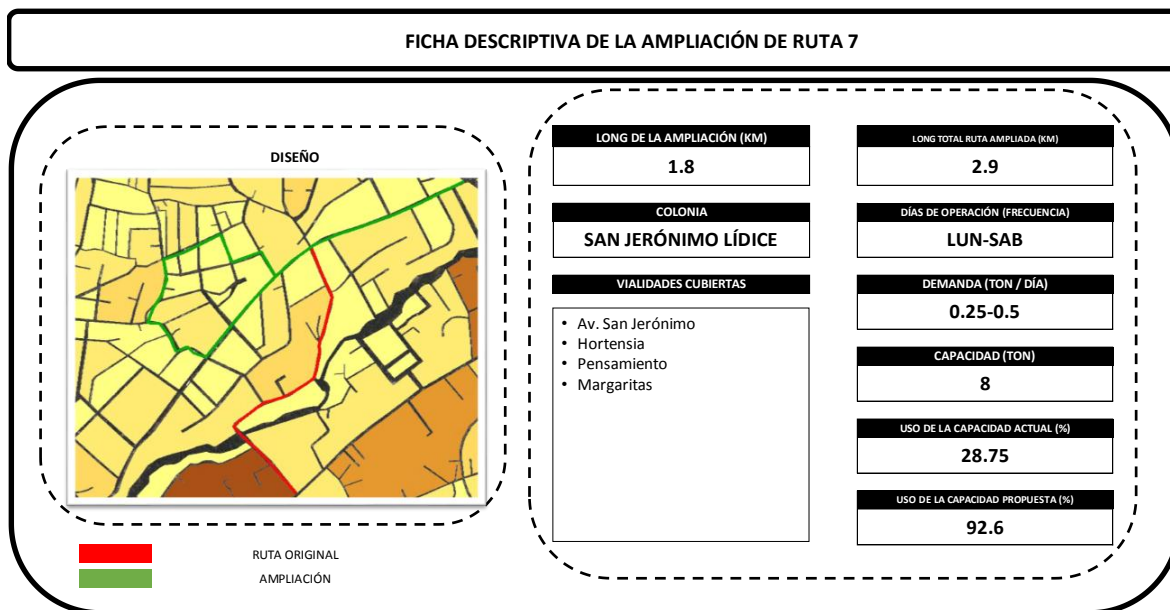 FICHA DESCRIPTIVA DE LA AMPLIACIÓN DE RUTA 7
DISEÑO
RUTA ORIGINAL
AMPLIACIÓN
LONG DE LA AMPLIACIÓN (KM)
1.8
COLONIA
SAN JERÓNIMO LÍDICE
VIALIDADES CUBIERTAS
• Av. San Jerónimo
• Hortensia
• Pensamiento
• Margaritas
LONG TOTAL RUTA AMPLIADA (KM)
2.9
DÍAS DE OPERACIÓN (FRECUENCIA)
LUN-SAB
DEMANDA (TON / DÍA)
0.25-0.5
CAPACIDAD (TON)
8
USO DE LA CAPACIDAD ACTUAL (%)
28.75
USO DE LA CAPACIDAD PROPUESTA (%)
92.6